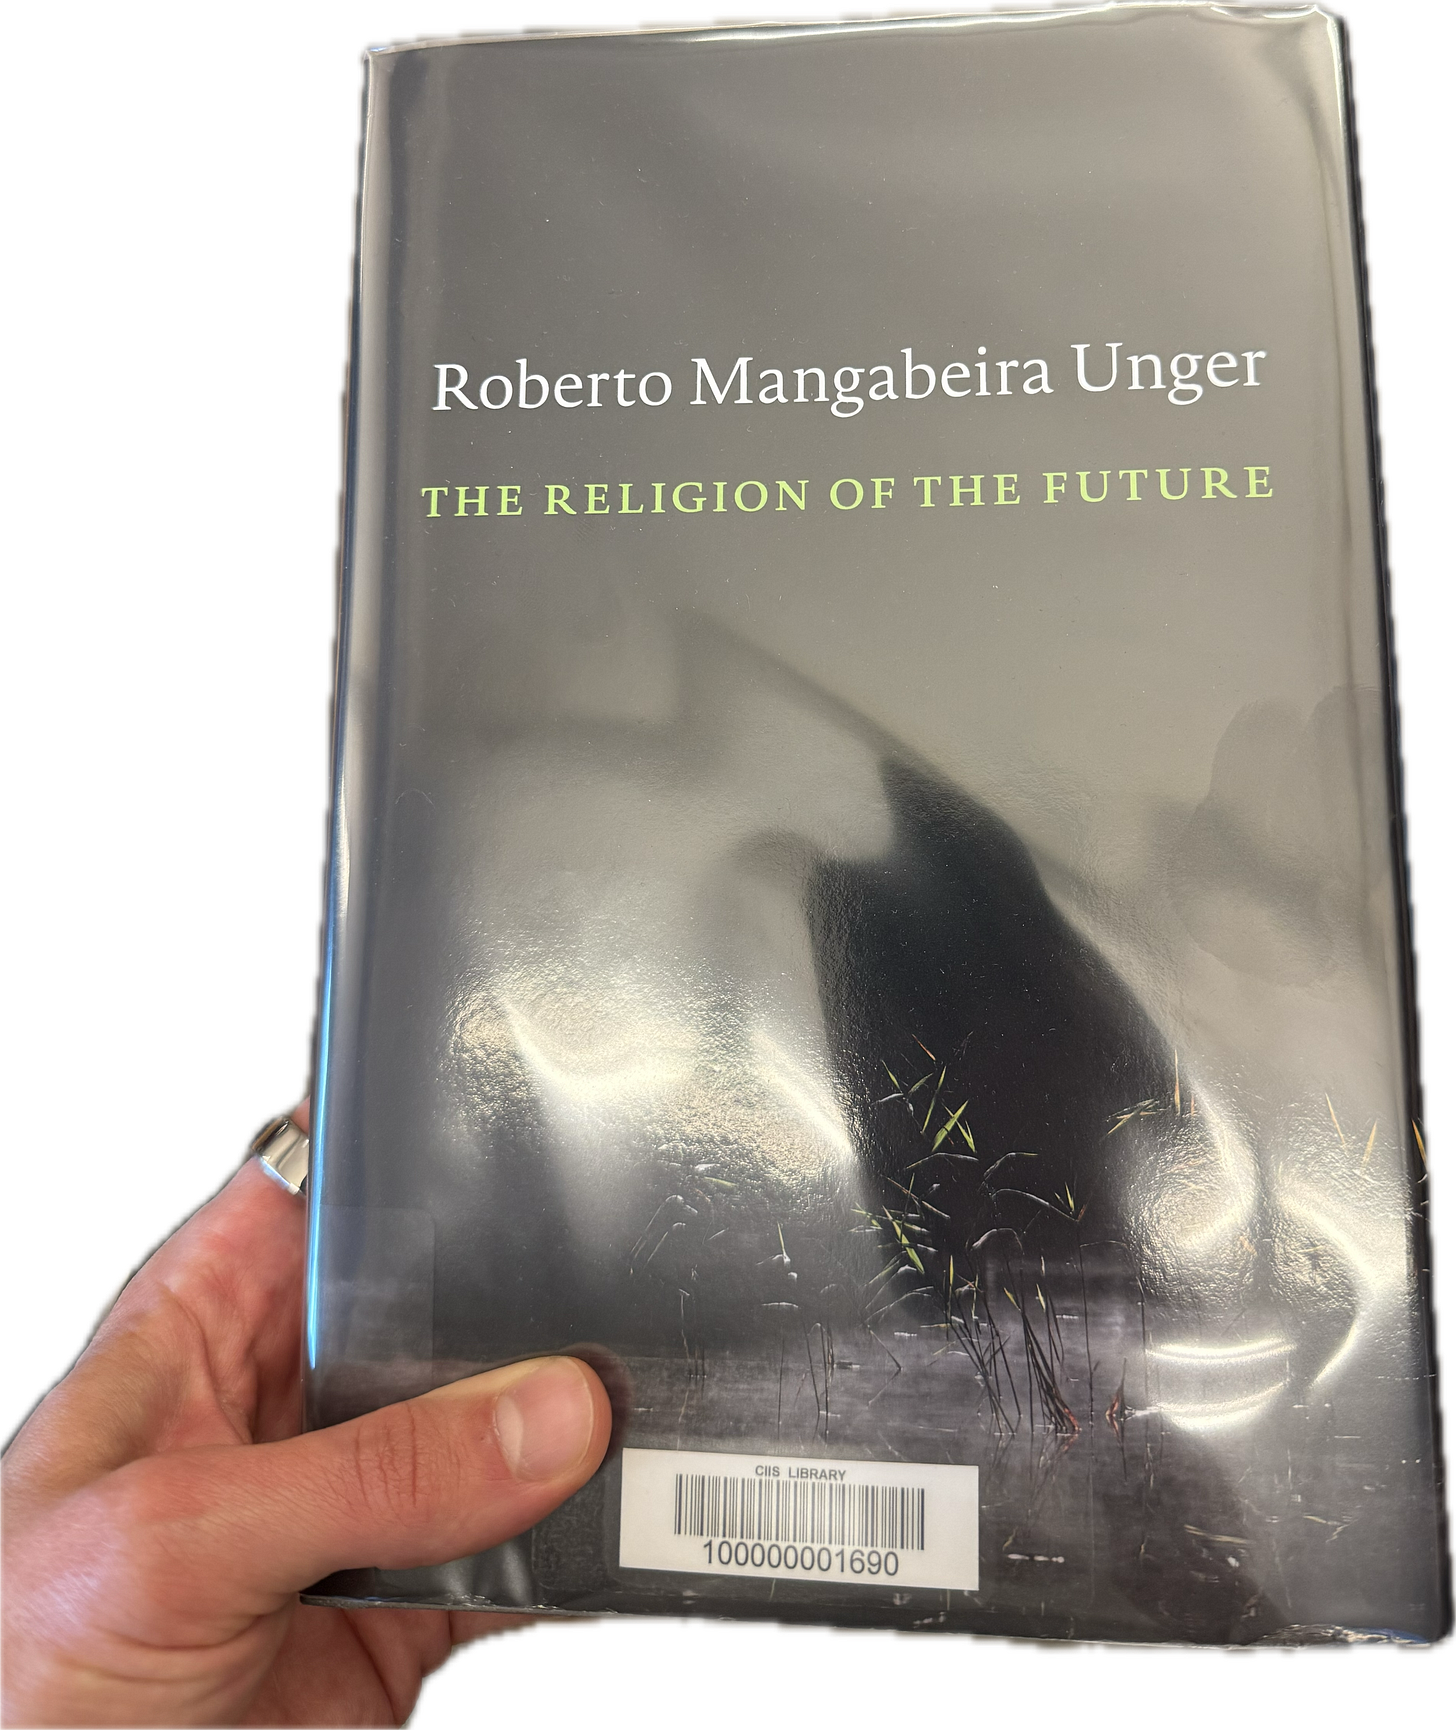 Roberto Mangabeira Unger
THE RELIGION OF THE FUTURE
CIIS LIBRARY
100000001690